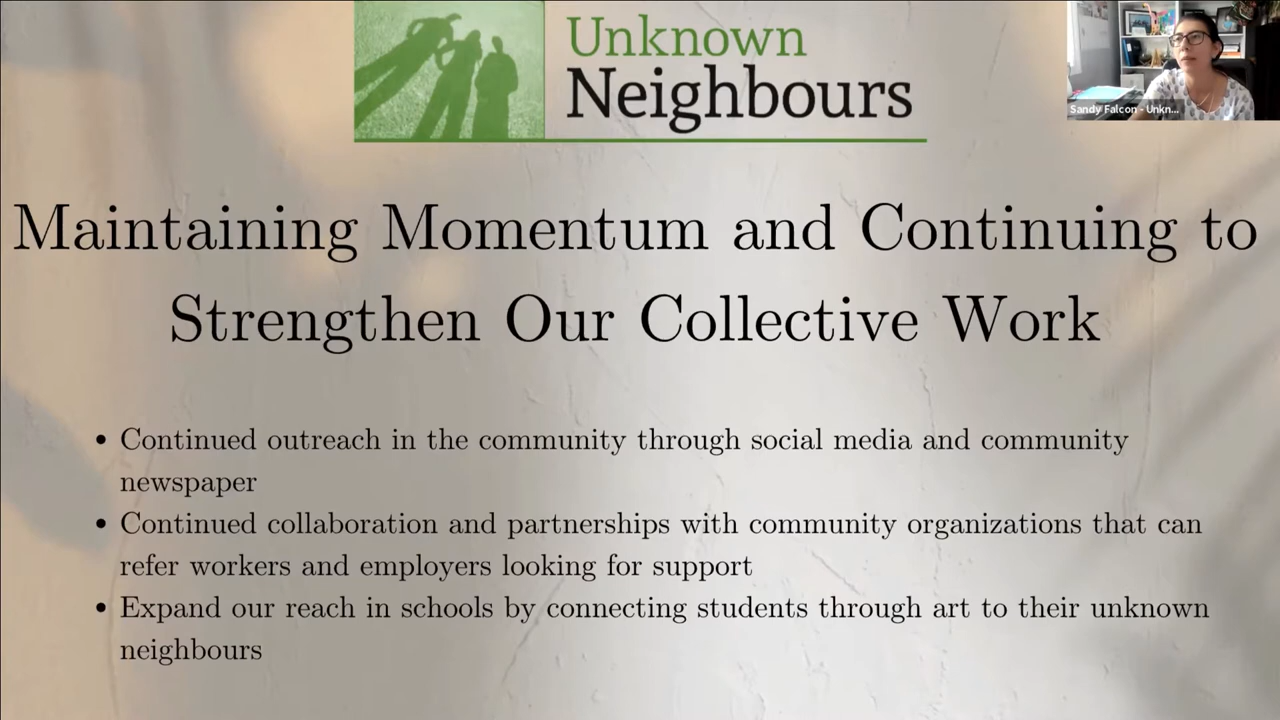 Unknown
Neighbours
Sandy Falcon - Unkn...
Maintaining Momentum and Continuing to
Strengthen Our Collective Work
• Continued outreach in the community through social media and community
newspaper
• Continued collaboration and partnerships with community organizations that can
refer workers and employers looking for support
• Expand our reach in schools by connecting students through art to their unknown
neighbours